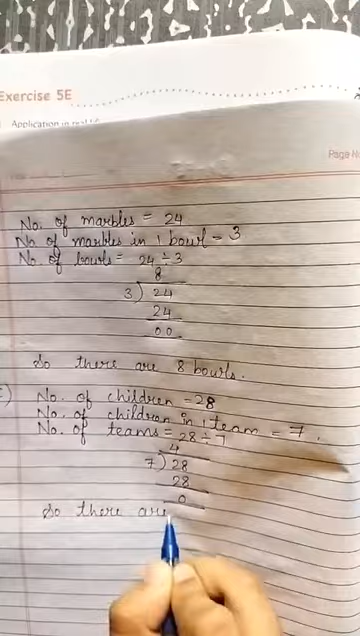 Exercise 5E
Application in real
Page No
No. of marbles = 24
No. of marbles in 1 bowl = 3
No. of bowls = 24 ÷ 3
8
3) 24
24
00
So there are 8 bowls.
No. of children = 28
No. of children in 1 team = 7.
No. of teams = 28 ÷ 7
4
7) 28
28
0
So there are